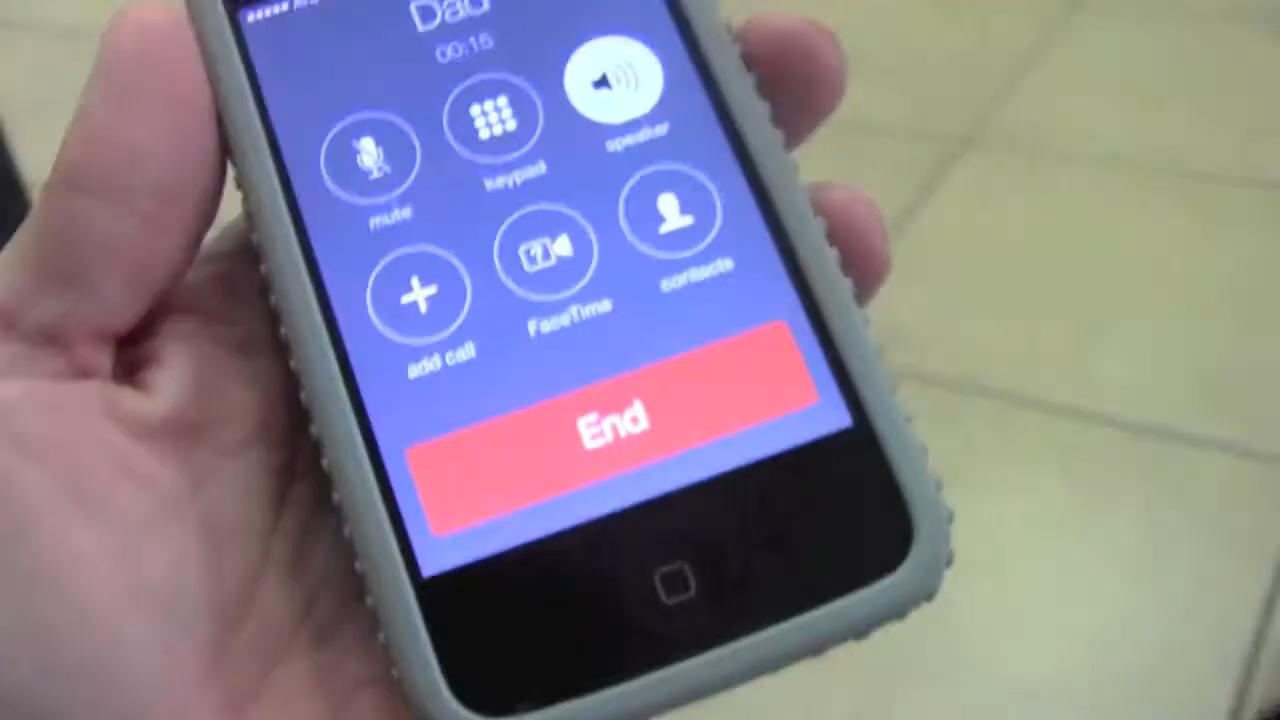 Dad
00:15
mute
keypad
speaker
add call
FaceTime
contacts
End